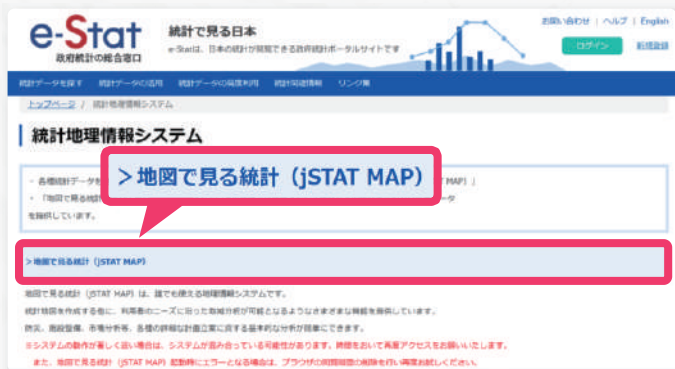 e-Stat
政府統計の総合窓口
統計で見る日本
e-Statは、日本の統計が閲覧できる政府統計ポータルサイトです
お問い合わせ | ヘルプ | English
ログイン 新規登録
統計データを探す 統計データの活用 統計データの高度利用 統計関連情報 リンク集
トップページ / 統計地理情報システム
統計地理情報システム
・ 各種統計データを
MAP)」
＞地図で見る統計（jSTAT MAP）
・ 「地図で見る統計
ータ
を提供しています。
＞地図で見る統計（jSTAT MAP）
地図で見る統計（jSTAT MAP）は、誰でも使える地理情報システムです。
統計地図を作成する他に、利用者のニーズに沿った地域分析が可能となるようなさまざまな機能を提供しています。
防災、施設整備、市場分析等、各種の詳細な計画立案に資する基本的な分析が簡単にできます。
※システムの動作が著しく遅い場合は、システムが混み合っている可能性があります。時間をおいて再度アクセスをお願いいたします。
また、地図で見る統計（jSTAT MAP）起動時にエラーとなる場合は、ブラウザの閲覧履歴の削除を行い再度お試しください。